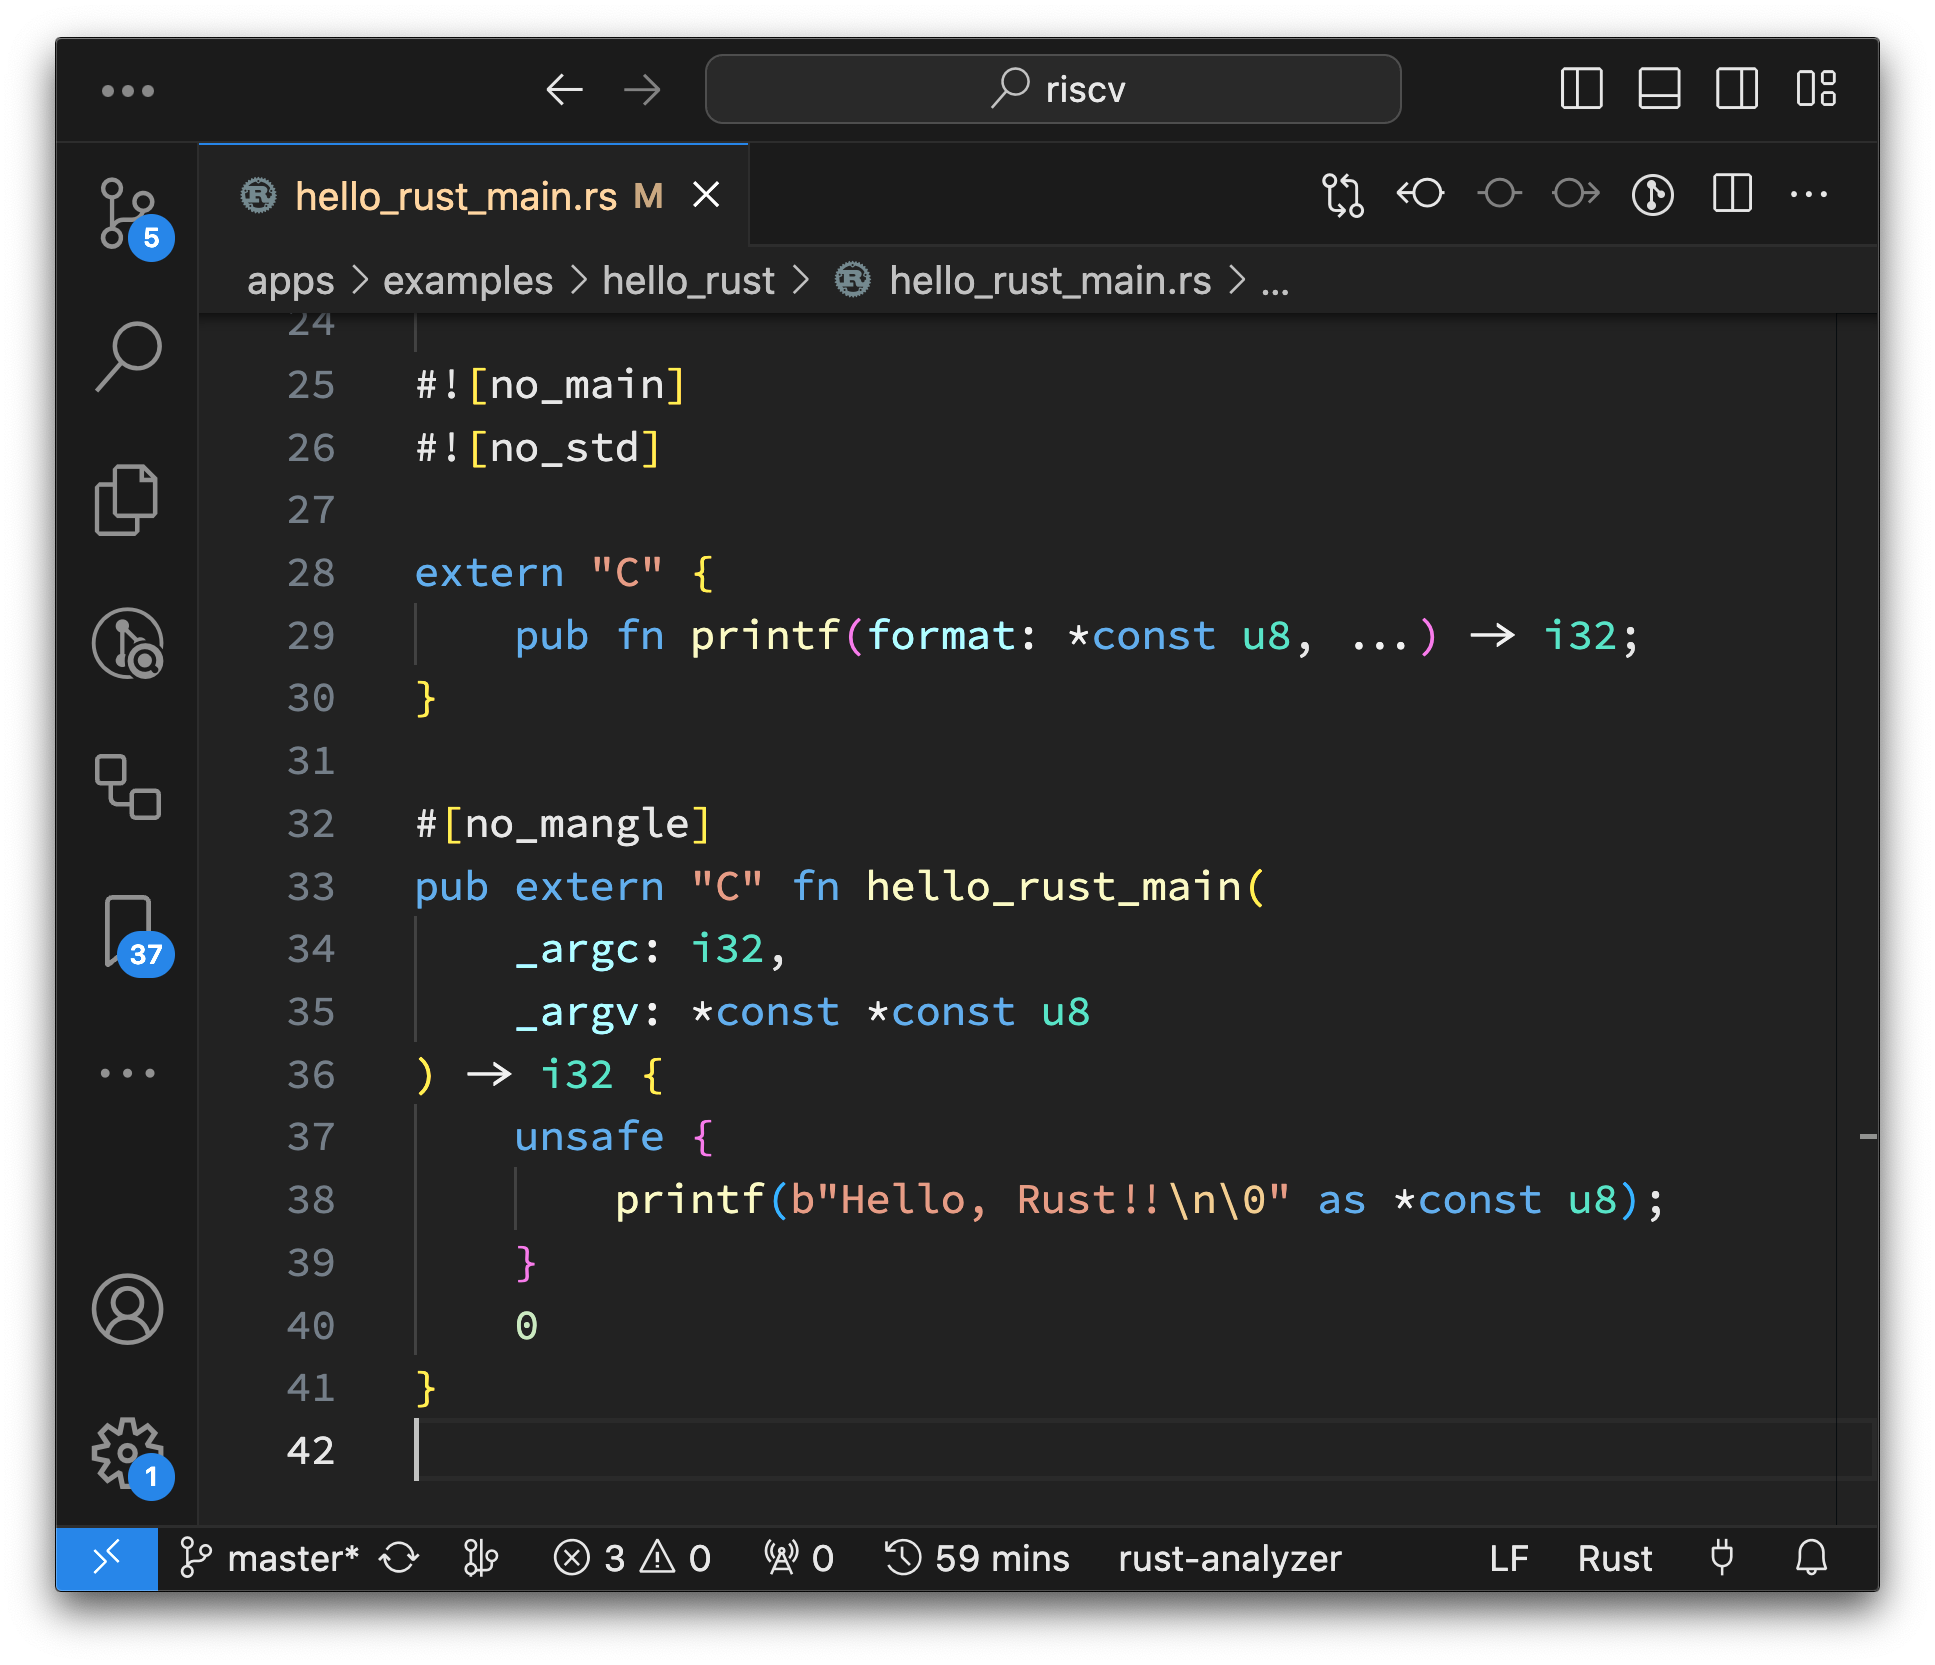 riscv
5
hello_rust_main.rs M
apps > examples > hello_rust > hello_rust_main.rs > ...
24
25 #![no_main]
26 #![no_std]
27
28 extern "C" {
29     pub fn printf(format: *const u8, ...) -> i32;
30 }
31
32 #[no_mangle]
33 pub extern "C" fn hello_rust_main(
34     _argc: i32,
35     _argv: *const *const u8
36 ) -> i32 {
37     unsafe {
38         printf(b"Hello, Rust!!\n\0" as *const u8);
39     }
40     0
41 }
42
37
1
master* 3 0 0 59 mins rust-analyzer LF Rust